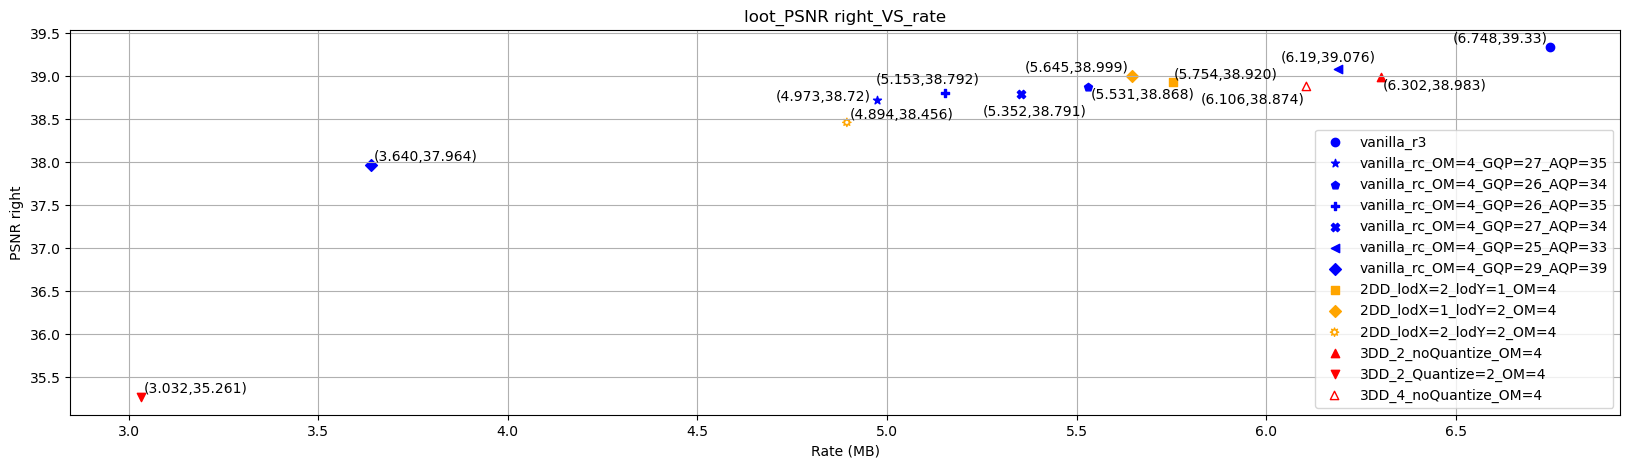 loot_PSNR right_VS_rate
39.5
39.0
38.5
38.0
37.5
37.0
36.5
36.0
35.5
PSNR right
(6.748,39.33)
(6.19,39.076)
(5.645,38.999)
(5.754,38.920)
(5.153,38.792)
(6.302,38.983)
(4.973,38.72)
(5.531,38.868)
(6.106,38.874)
(5.352,38.791)
(4.894,38.456)
(3.640,37.964)
(3.032,35.261)
vanilla_r3
vanilla_rc_OM=4_GQP=27_AQP=35
vanilla_rc_OM=4_GQP=26_AQP=34
vanilla_rc_OM=4_GQP=26_AQP=35
vanilla_rc_OM=4_GQP=27_AQP=34
vanilla_rc_OM=4_GQP=25_AQP=33
vanilla_rc_OM=4_GQP=29_AQP=39
2DD_lodX=2_lodY=1_OM=4
2DD_lodX=1_lodY=2_OM=4
2DD_lodX=2_lodY=2_OM=4
3DD_2_noQuantize_OM=4
3DD_2_Quantize=2_OM=4
3DD_4_noQuantize_OM=4
3.0 3.5 4.0 4.5 5.0 5.5 6.0 6.5
Rate (MB)